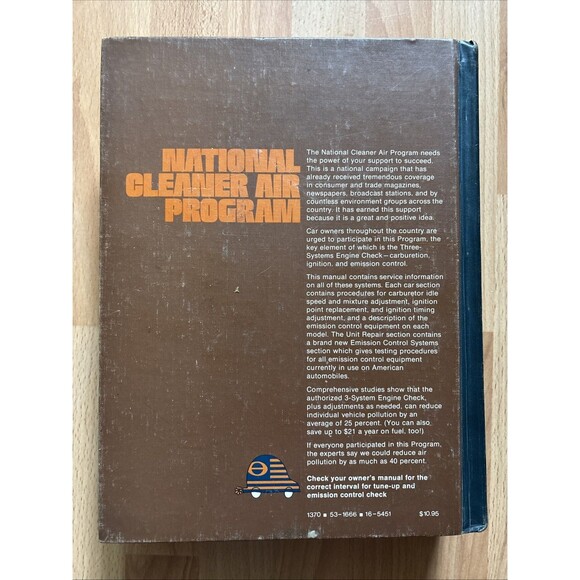 NATIONAL
CLEANER AIR
PROGRAM
The National Cleaner Air Program needs
the power of your support to succeed.
This is a national campaign that has
already received tremendous coverage
in consumer and trade magazines,
newspapers, broadcast stations, and by
countless environment groups across the
country. It has earned this support
because it is a great and positive idea.
Car owners throughout the country are
urged to participate in this Program, the
key element of which is the Three-
Systems Engine Check—carburetion,
ignition, and emission control.
This manual contains service information
on all of these systems. Each car section
contains procedures for carburetor idle
speed and mixture adjustment, ignition
point replacement, and ignition timing
adjustment, and a description of the
emission control equipment on each
model. The Unit Repair section contains
a brand new Emission Control Systems
section which gives testing procedures
for all emission control equipment
currently in use on American
automobiles.
Comprehensive studies show that the
authorized 3-System Engine Check,
plus adjustments as needed, can reduce
individual vehicle pollution by an
average of 25 percent. (You can also
save up to $21 a year on fuel, too!)
If everyone participated in this Program,
the experts say we could reduce air
pollution by as much as 40 percent.
Check your owner's manual for the
correct interval for tune-up and
emission control check
1370 ■ 53-1666 ■ 16-5451 $10.95